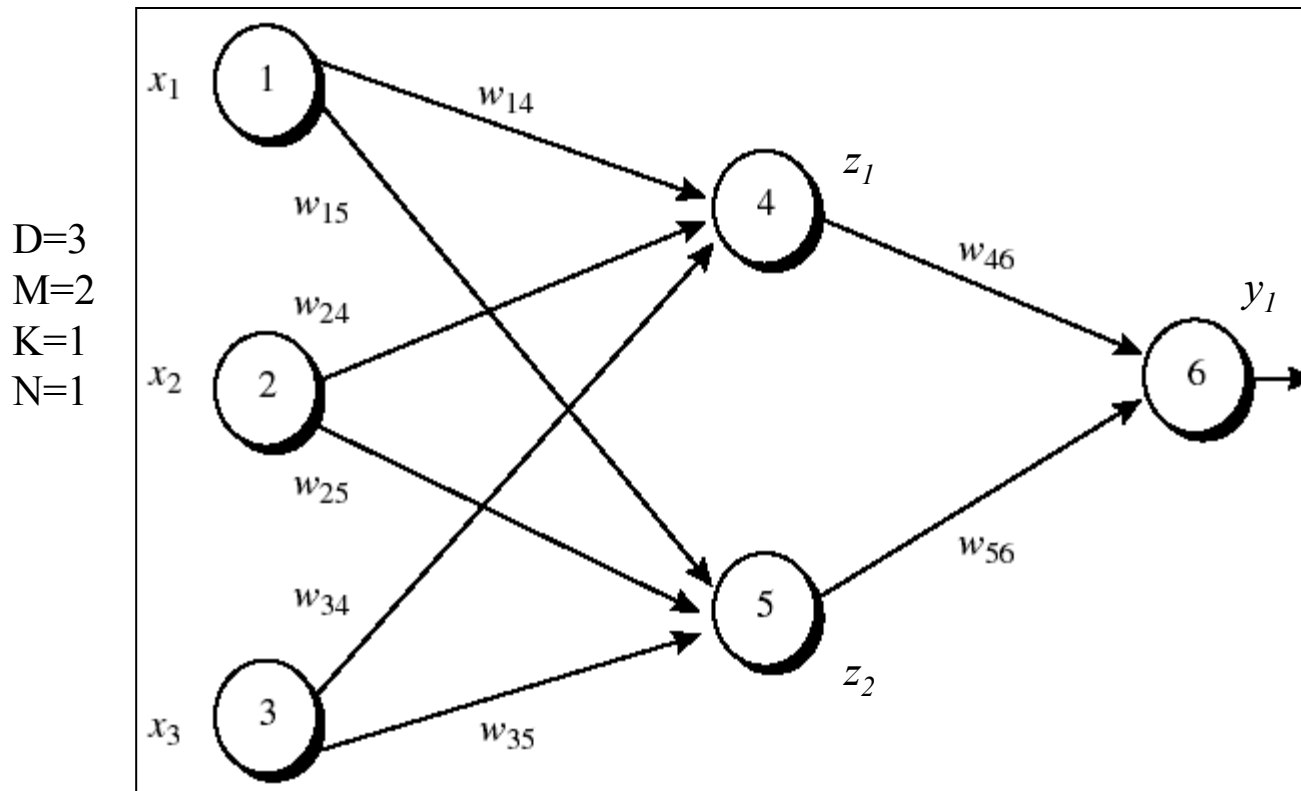 D=3
M=2
K=1
N=1
x₁
1
w₁₄
w₁₅
4
z₁
w₂₄
x₂
2
w₂₅
w₄₆
y₁
6
w₃₄
x₃
3
w₃₅
5
z₂
w₅₆